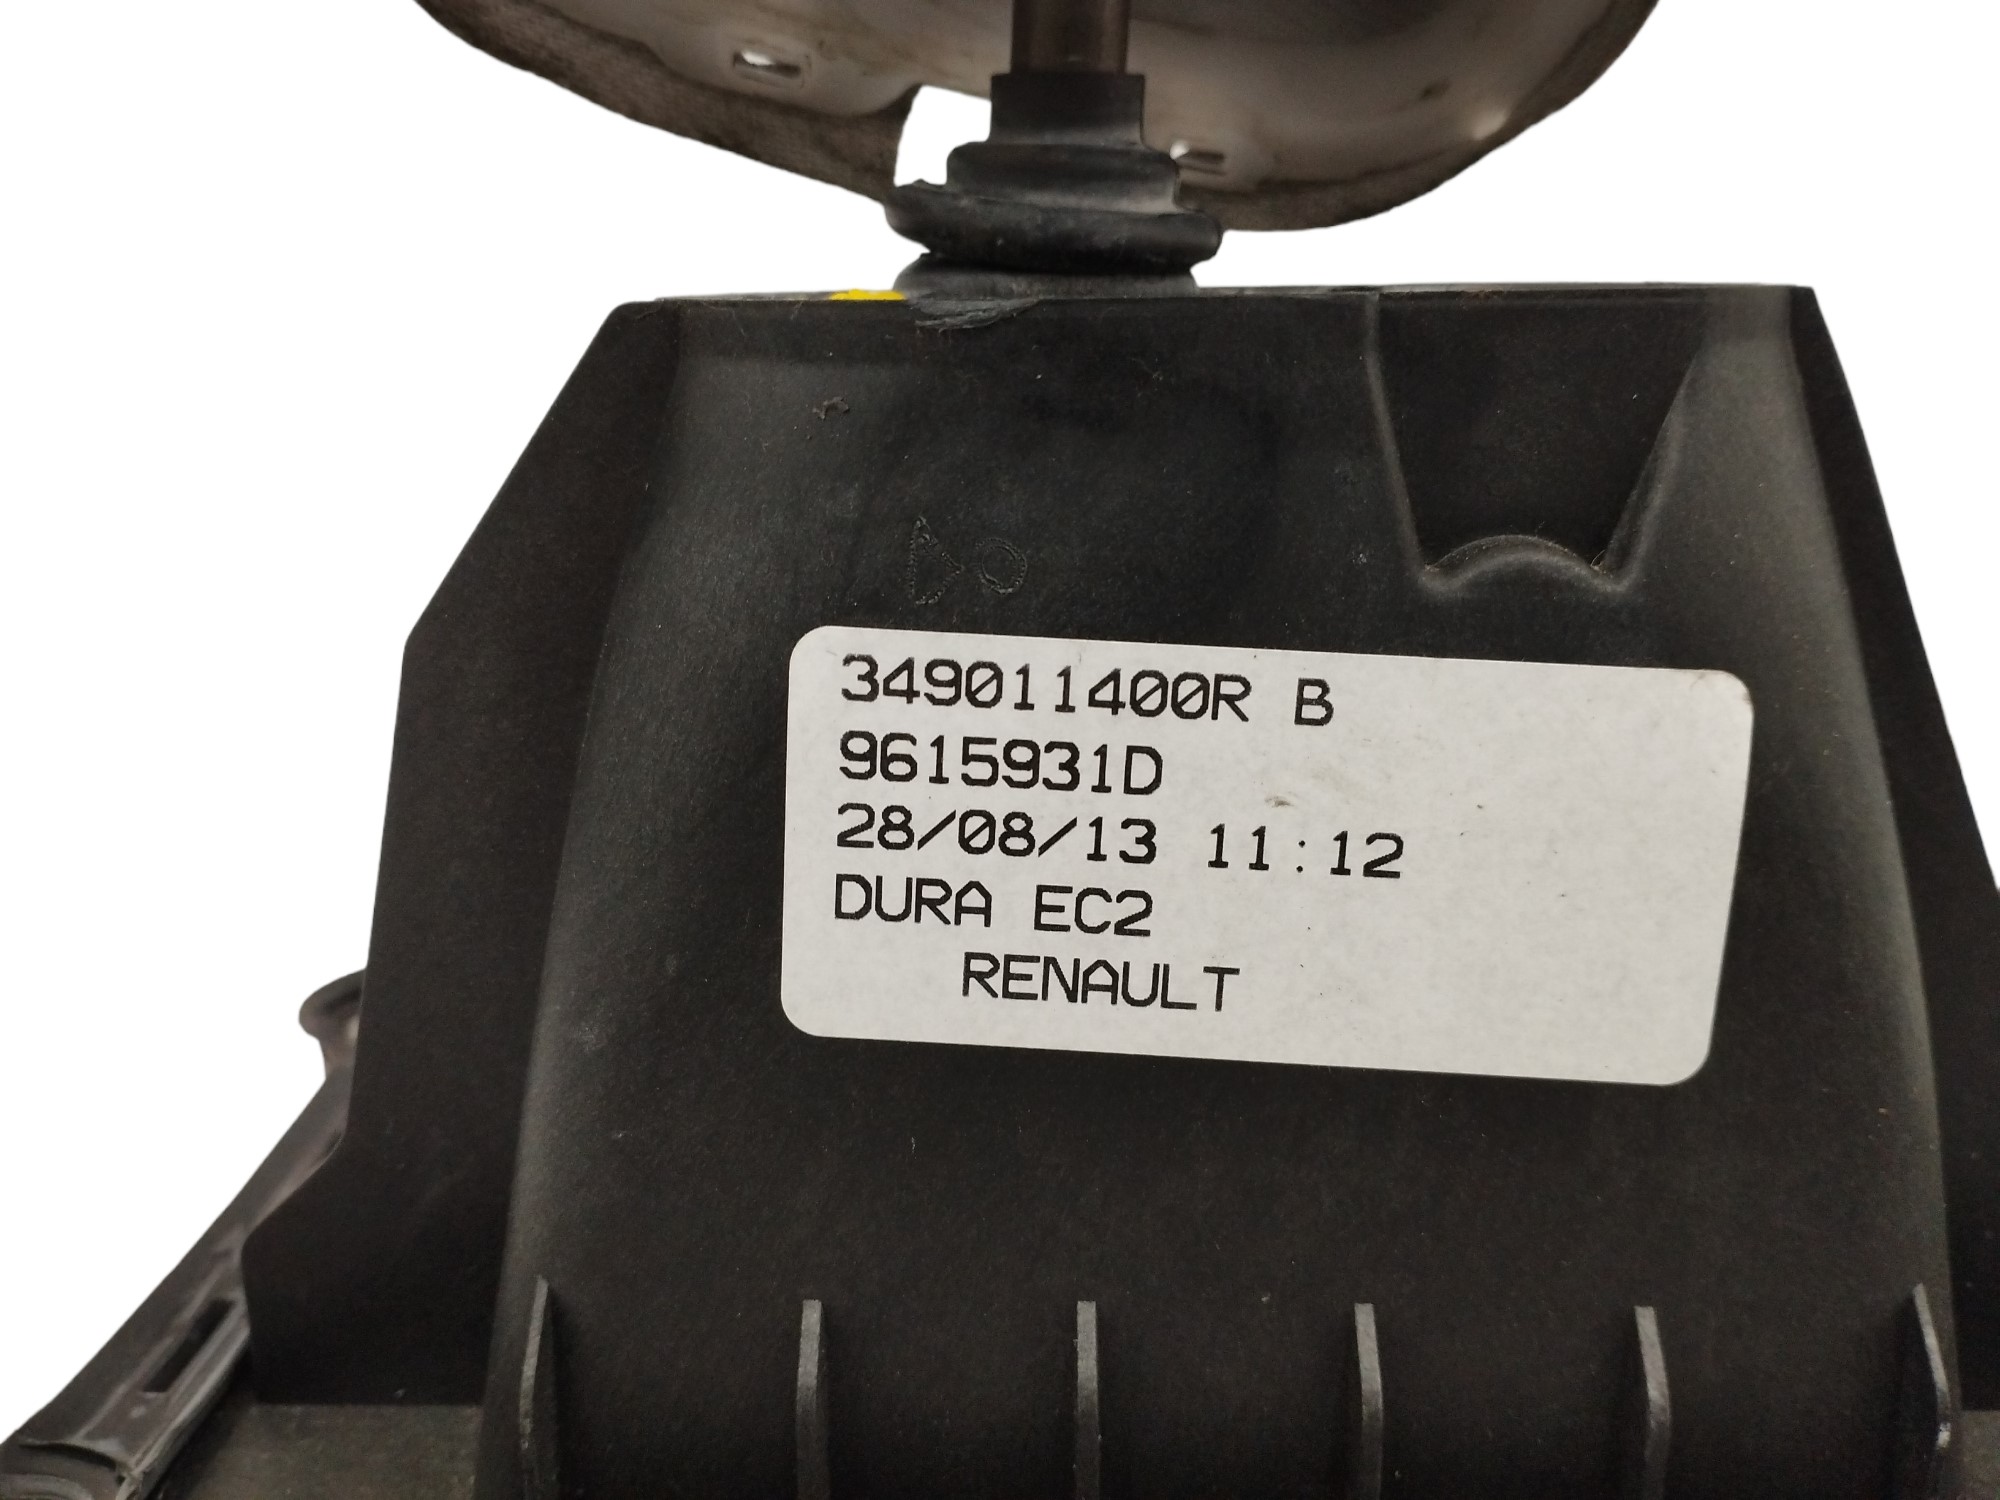 349011400R B
9615931D
28/08/13 11:12
DURA EC2
RENAULT